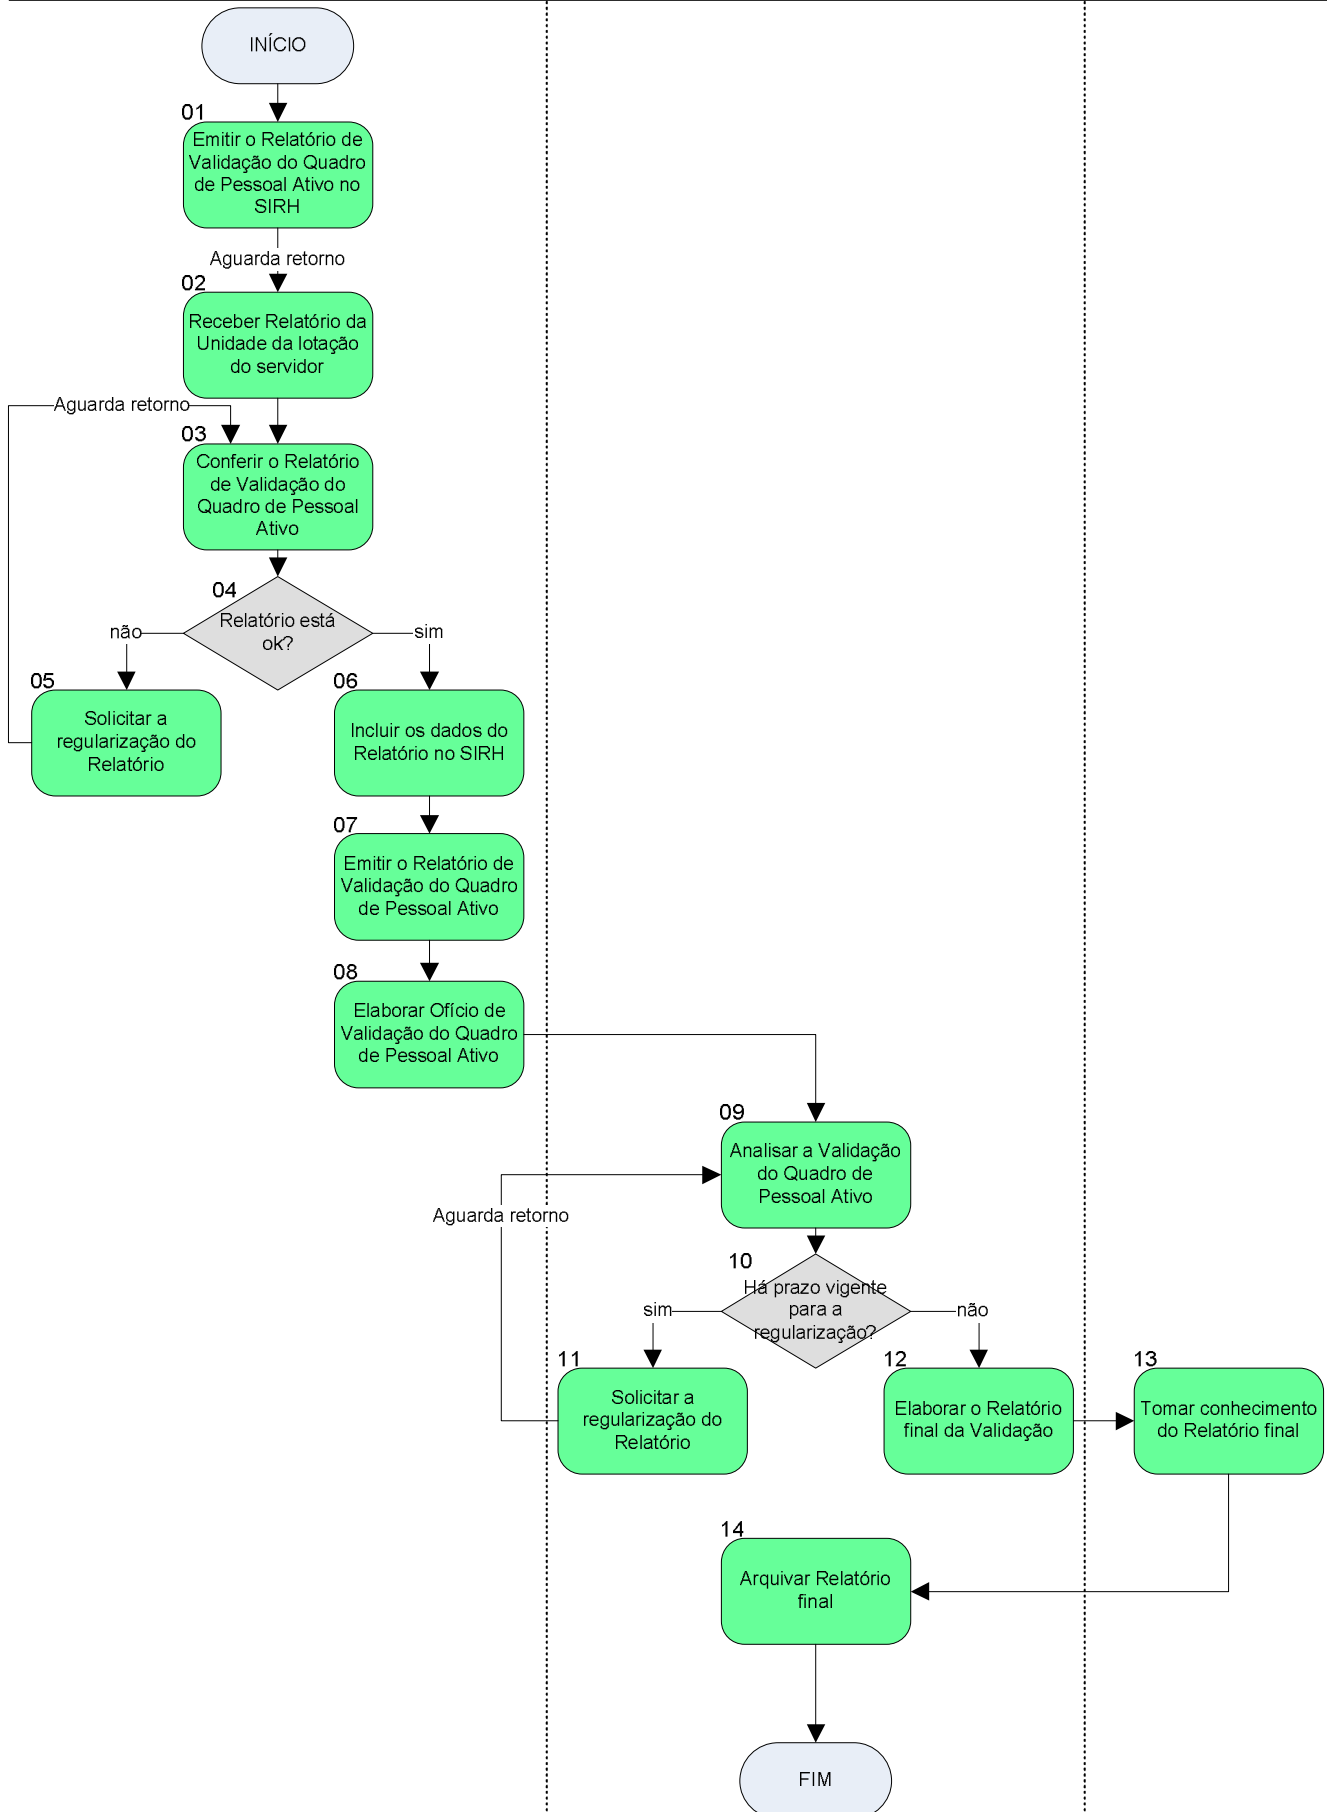 INÍCIO
01
Emitir o Relatório de
Validação do Quadro
de Pessoal Ativo no
SIRH
Aguarda retorno
02
Receber Relatório da
Unidade da lotação
do servidor
Aguarda retorno
03
Conferir o Relatório
de Validação do
Quadro de Pessoal
Ativo
04
Relatório está
ok?
não
sim
05
Solicitar a
regularização do
Relatório
06
Incluir os dados do
Relatório no SIRH
07
Emitir o Relatório de
Validação do Quadro
de Pessoal Ativo
08
Elaborar Ofício de
Validação do Quadro
de Pessoal Ativo
09
Analisar a Validação
do Quadro de
Pessoal Ativo
Aguarda retorno
10
Há prazo vigente
para a
regularização?
sim
não
11
Solicitar a
regularização do
Relatório
12
Elaborar o Relatório
final da Validação
13
Tomar conhecimento
do Relatório final
14
Arquivar Relatório
final
FIM